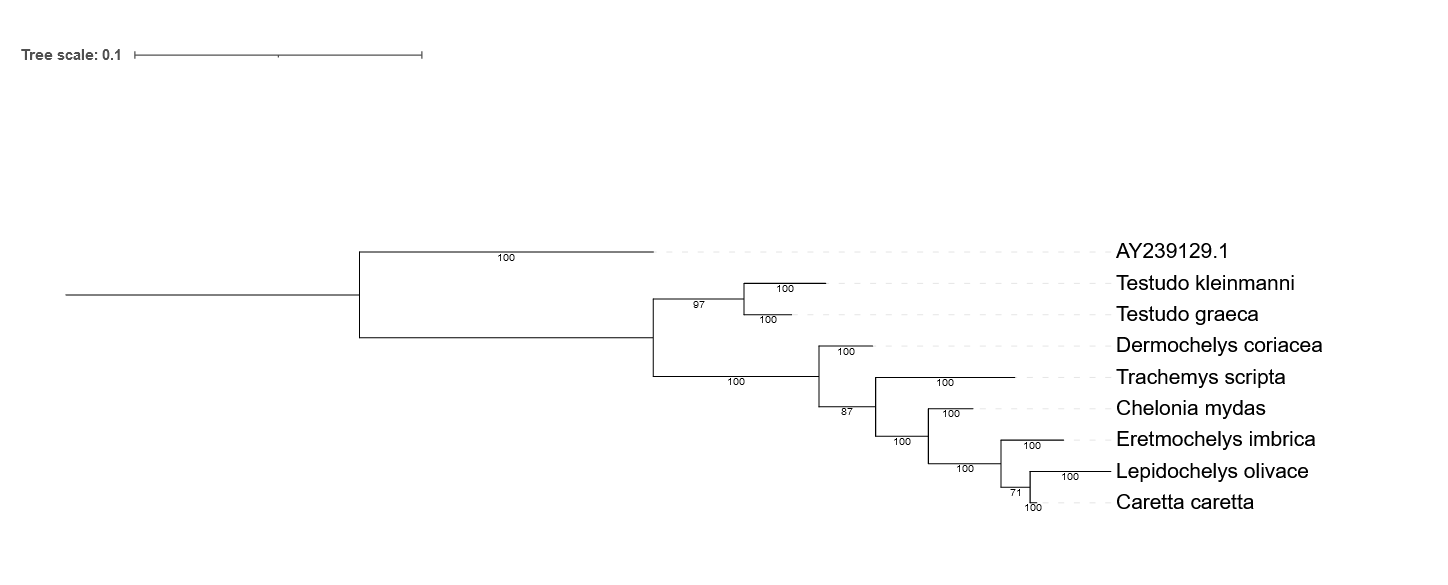 Tree scale: 0.1
AY239129.1
100
Testudo kleinmanni
100
97
Testudo graeca
100
Dermochelys coriacea
100
Trachemys scripta
100
100
Chelonia mydas
100
87
Eretmochelys imbrica
100
100
Lepidochelys olivace
100
100
71
Caretta caretta
100